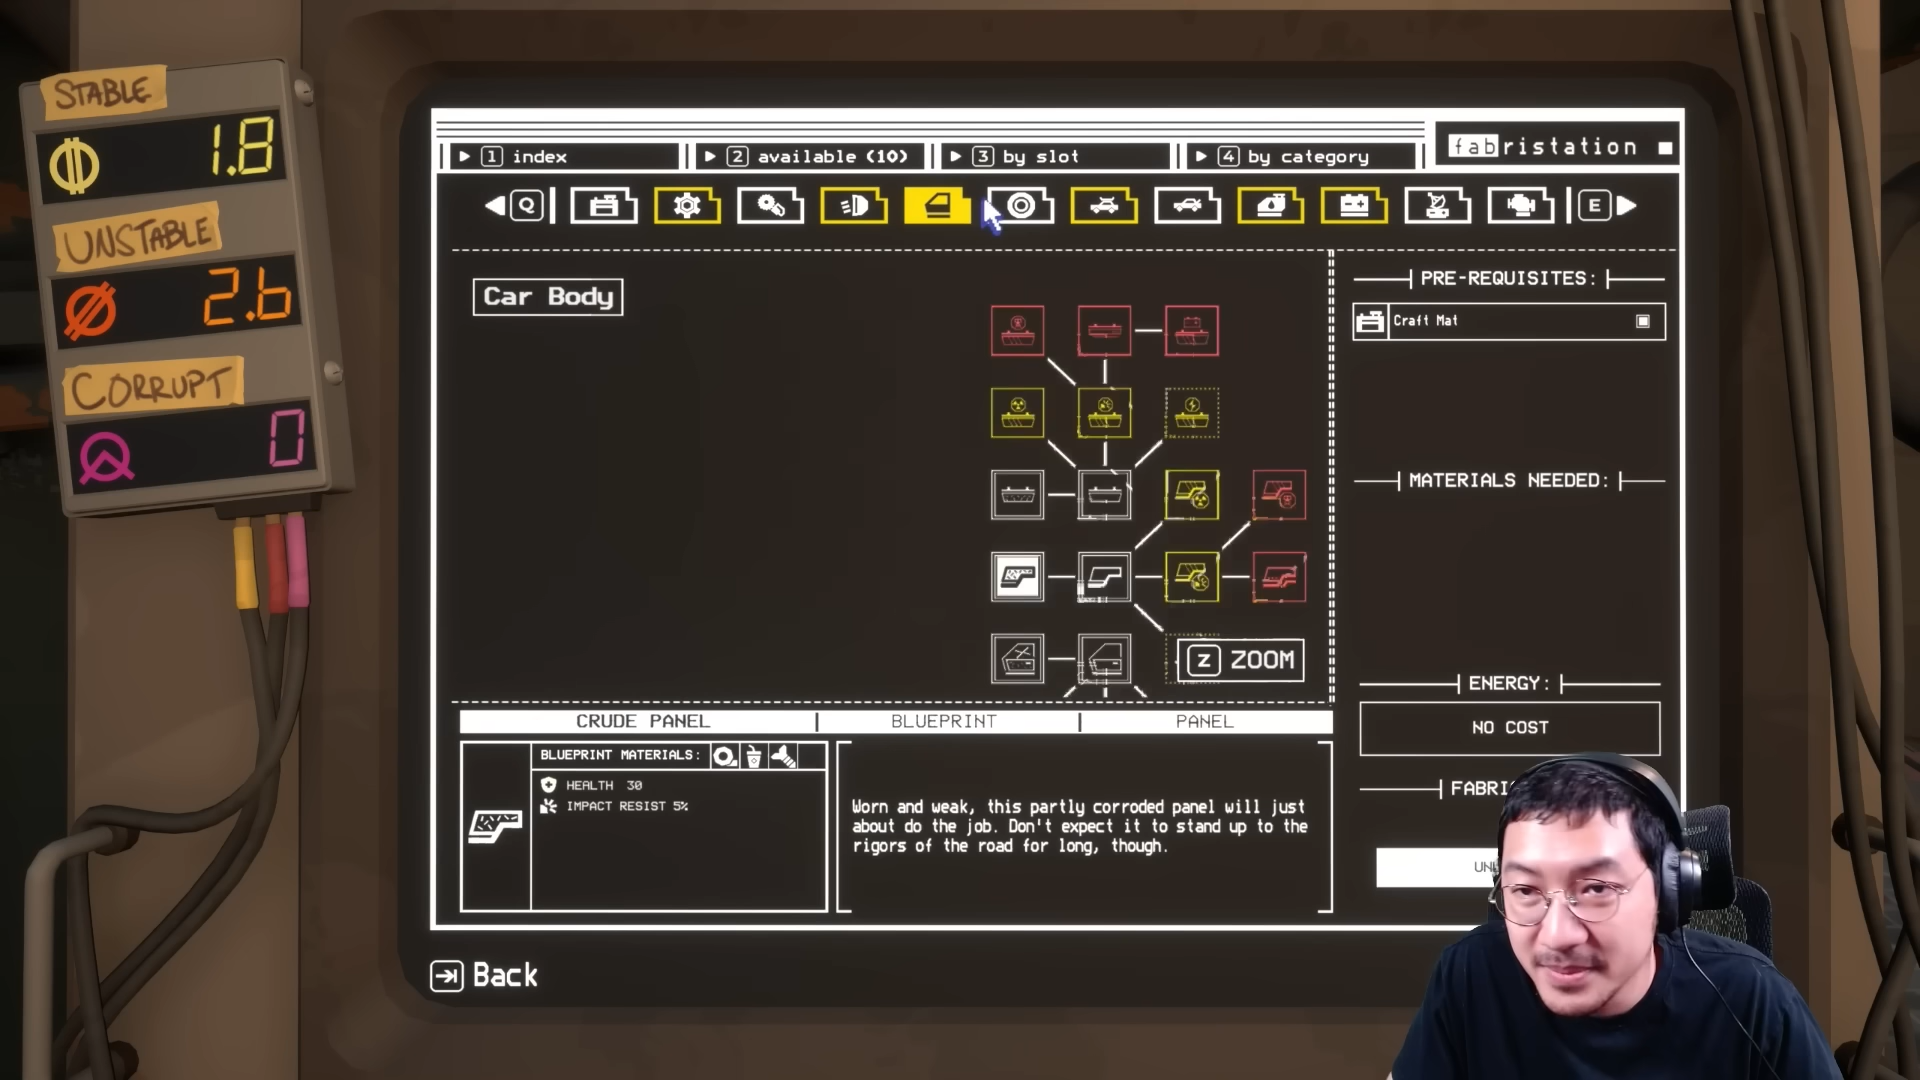 STABLE
1.8
UNSTABLE
2.6
CORRUPT
0
1 index
2 available (10)
3 by slot
4 by category
fabristation
Q
E
Car Body
PRE-REQUISITES:
Craft Mat
MATERIALS NEEDED:
Z ZOOM
ENERGY:
NO COST
CRUDE PANEL
BLUEPRINT
PANEL
BLUEPRINT MATERIALS:
HEALTH 30
IMPACT RESIST 5%
Worn and weak, this partly corroded panel will just
about do the job. Don't expect it to stand up to the
rigors of the road for long, though.
Back